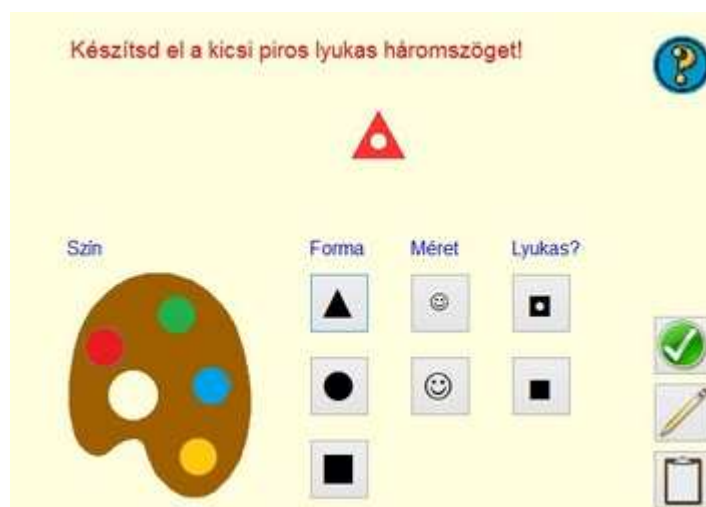 Készítsd el a kicsi piros lyukas háromszöget!
Szín Forma Méret Lyukas?